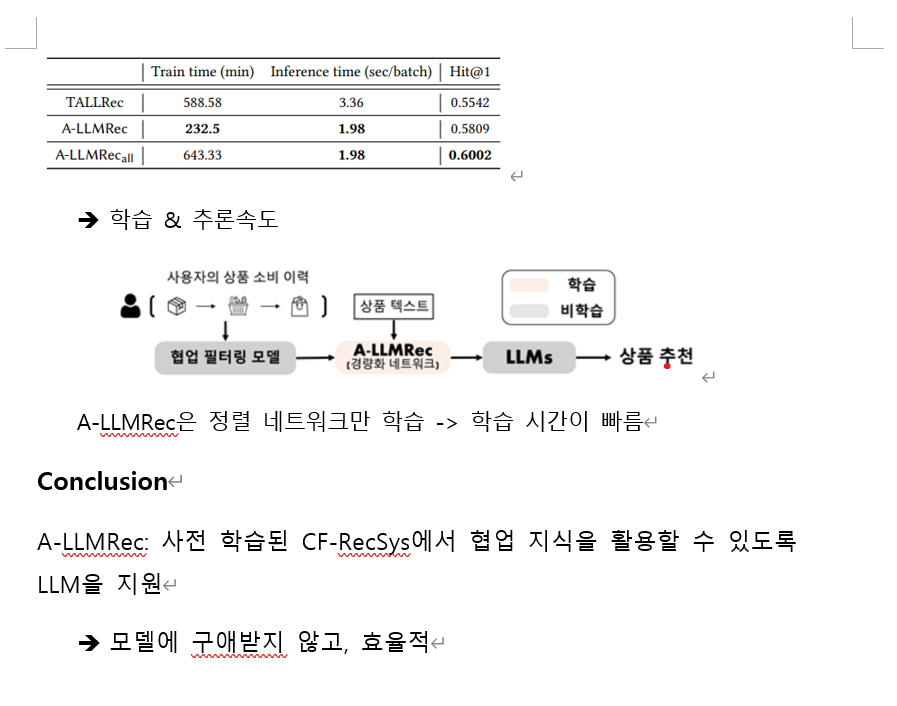 Train time (min) Inference time (sec/batch) Hit@1
TALLRec 588.58 3.36 0.5542
A-LLMRec 232.5 1.98 0.5809
A-LLMRecall 643.33 1.98 0.6002
➔ 학습 & 추론속도
사용자의 상품 소비 이력
학습
상품 텍스트
비학습
협업 필터링 모델
A-LLMRec
(경량화 네트워크)
LLMs
상품 추천
A-LLMRec은 정렬 네트워크만 학습 -> 학습 시간이 빠름
Conclusion
A-LLMRec: 사전 학습된 CF-RecSys에서 협업 지식을 활용할 수 있도록
LLM을 지원
➔ 모델에 구애받지 않고, 효율적